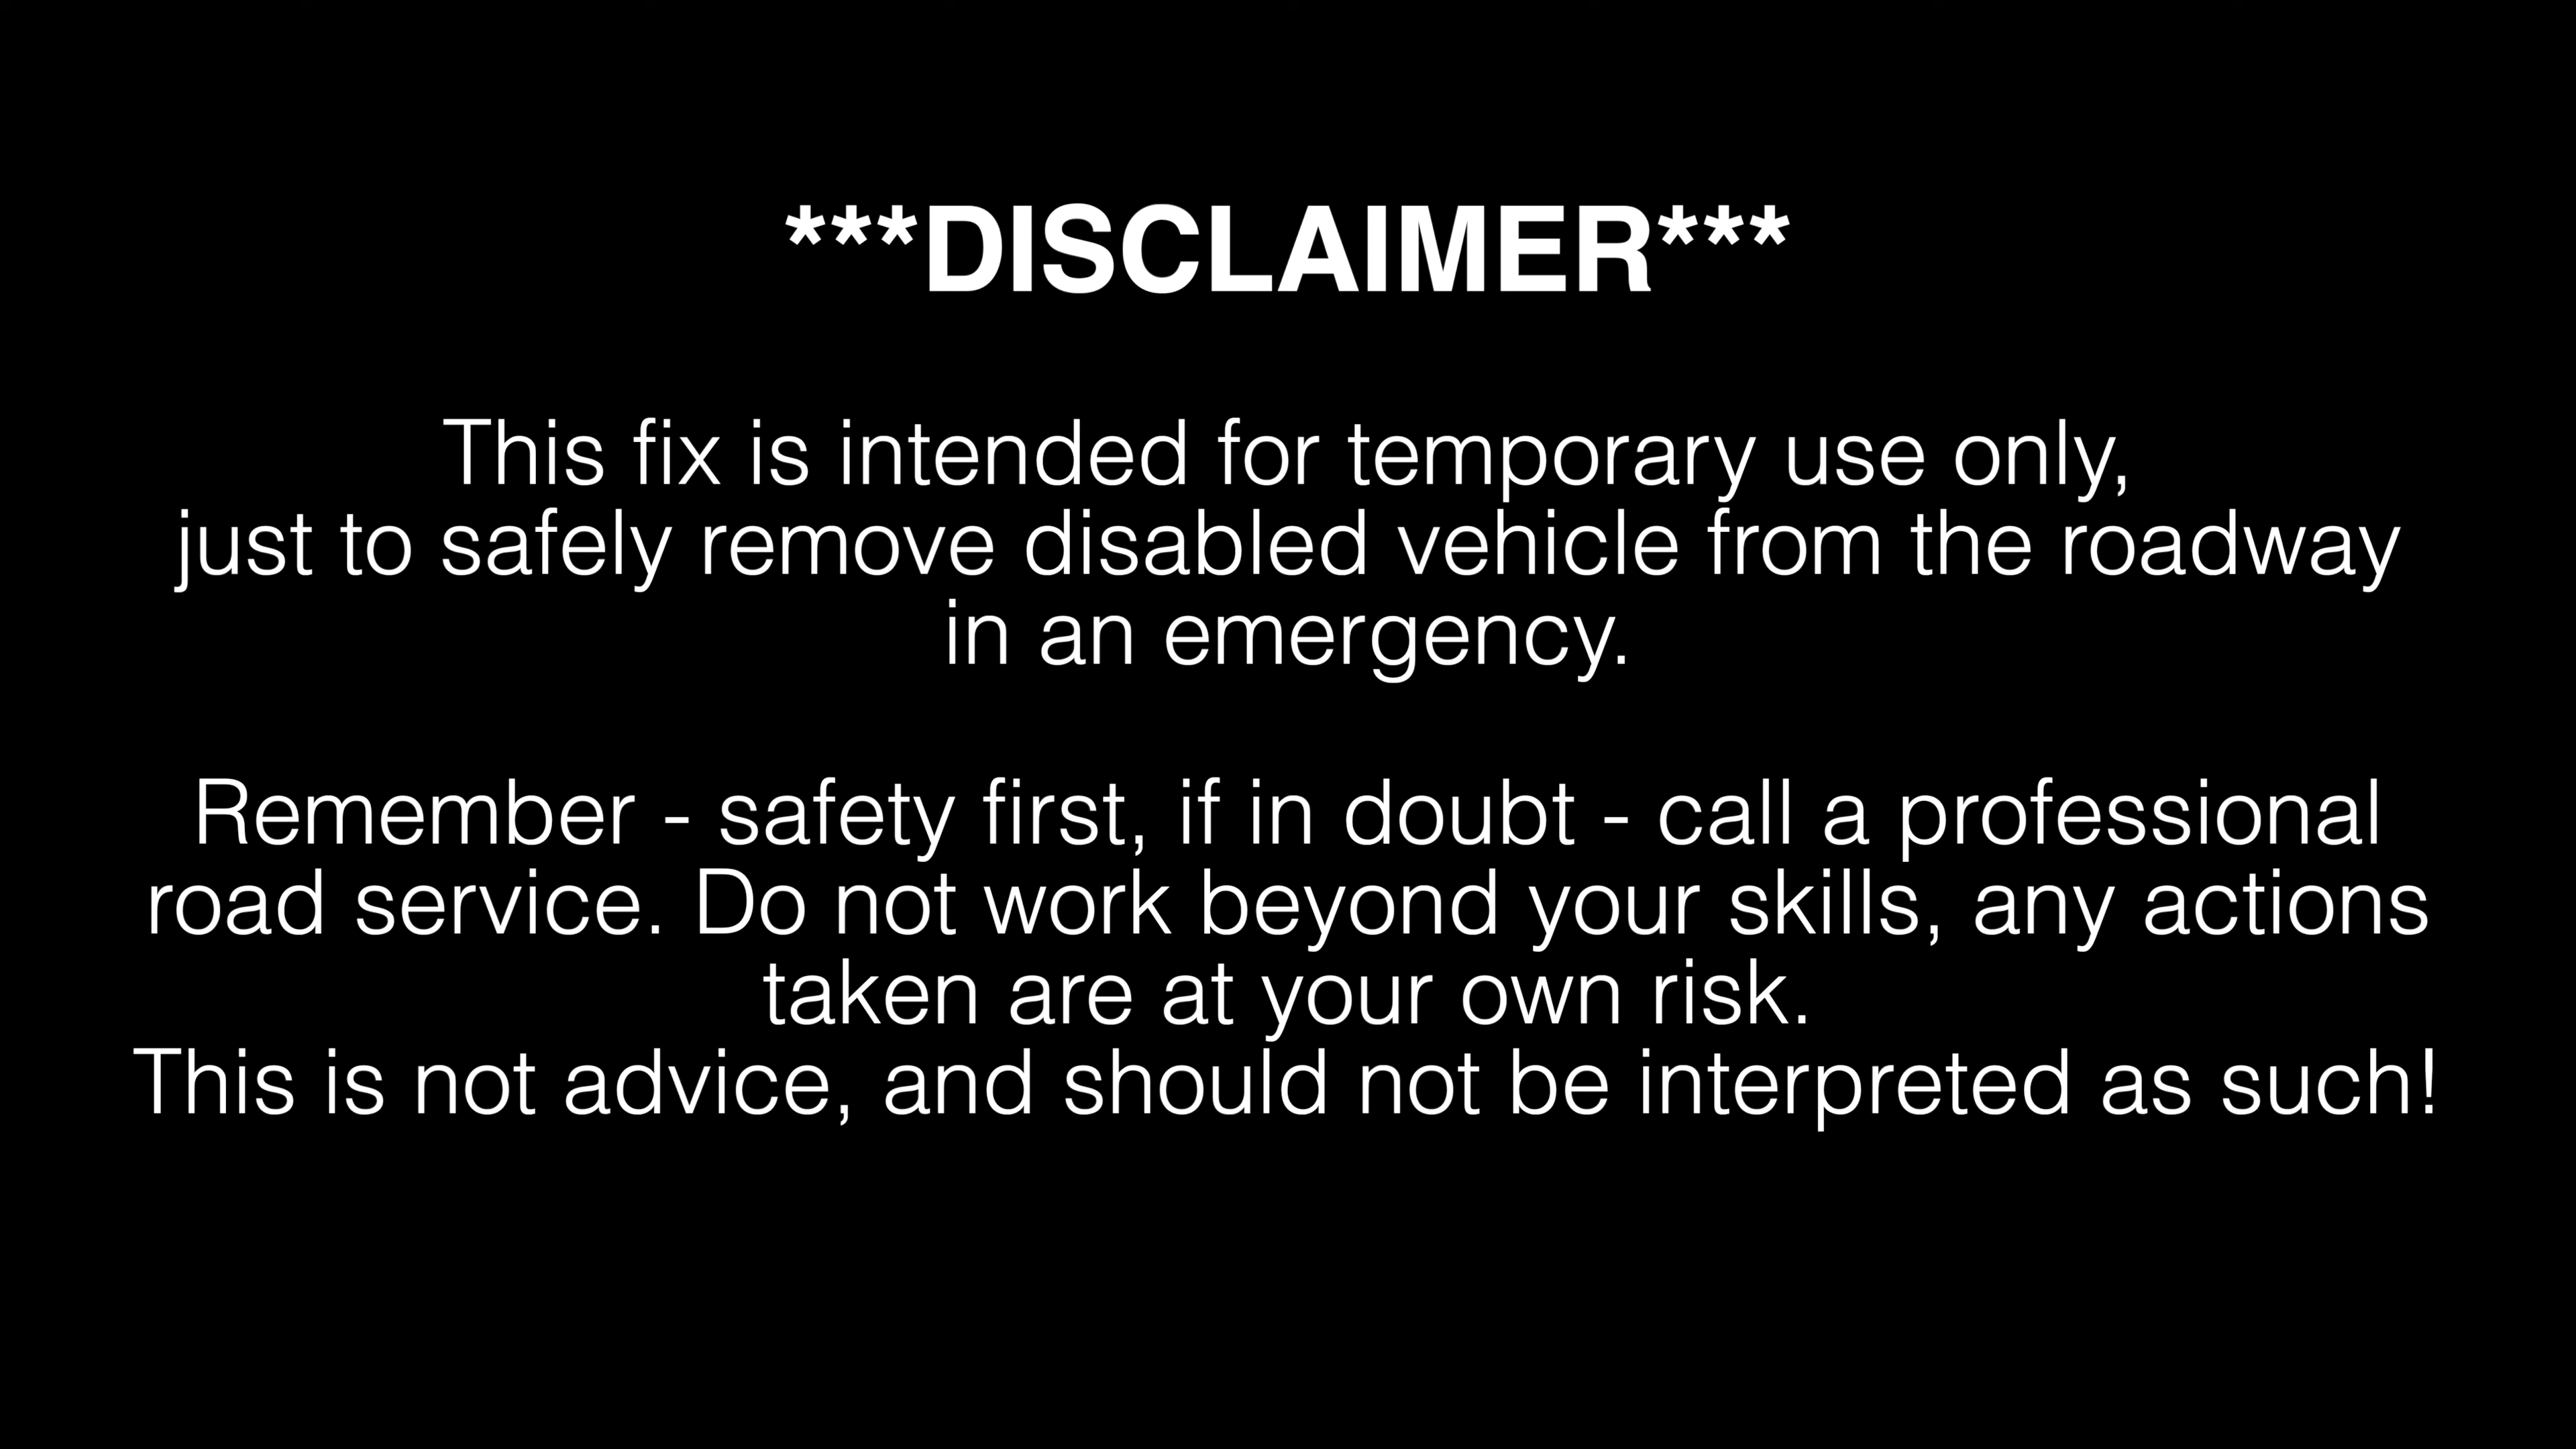 ***DISCLAIMER***
This fix is intended for temporary use only,
just to safely remove disabled vehicle from the roadway
in an emergency.
Remember - safety first, if in doubt - call a professional
road service. Do not work beyond your skills, any actions
taken are at your own risk.
This is not advice, and should not be interpreted as such!